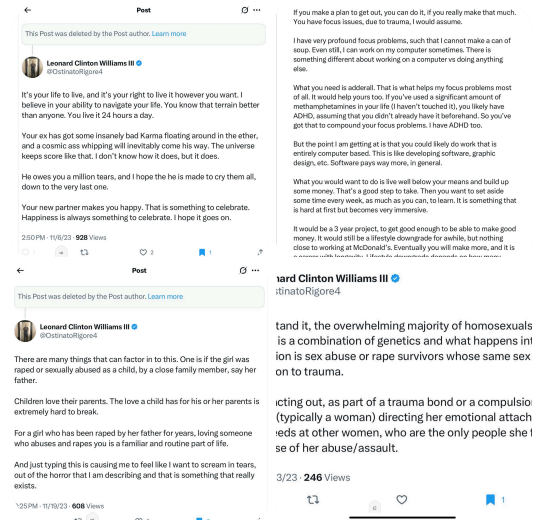 Post
This Post was deleted by the Post author. Learn more
Leonard Clinton Williams III
@OstinatoRigore4
It's your life to live, and it's your right to live it however you want. I
believe in your ability to navigate your life. You know that terrain better
than anyone. You live it 24 hours a day.
Your ex has got some insanely bad Karma floating around in the ether,
and a cosmic ass whipping will inevitably come his way. The universe
keeps score like that. I don't know how it does, but it does.
He owes you a million tears, and I hope the he is made to cry them all,
down to the very last one.
Your new partner makes you happy. That is something to celebrate.
Happiness is always something to celebrate. I hope it goes on.
2:50 PM · 11/6/23 · 928 Views
2
1
If you make a plan to get out, you can do it, if you really make that much.
You have focus issues, due to trauma, I would assume.
I have very profound focus problems, such that I cannot make a can of
soup. Even still, I can work on my computer sometimes. There is
something different about working on a computer vs doing anything
else.
What you need is adderall. That is what helps my focus problems most
of all. It would help yours too. If you've used a significant amount of
methamphetamines in your life (I haven't touched it), you likely have
ADHD, assuming that you didn't already have it beforehand. So you've
got that to compound your focus problems. I have ADHD too.
But the point I am getting at is that you could likely do work that is
entirely computer based. This is like developing software, graphic
design, etc. Software pays way more, in general.
What you would want to do is live well below your means and build up
some money. That's a good step to take. Then you want to set aside
some time every week, as much as you can, to learn. It is something that
is hard at first but becomes very immersive.
It would be a 3 year project, to get good enough to be able to make good
money. It would still be a lifestyle downgrade for awhile, but nothing
close to working at McDonald's. Eventually you will make more, and it is
a career with longevity. Lifestyle downgrade depends on how many
Post
This Post was deleted by the Post author. Learn more
Leonard Clinton Williams III
@OstinatoRigore4
There are many things that can factor in to this. One is if the girl was
raped or sexually abused as a child, by a close family member, say her
father.
Children love their parents. The love a child has for his or her parents is
extremely hard to break.
For a girl who has been raped by her father for years, loving someone
who abuses and rapes you is a familiar and routine part of life.
And just typing this is causing me to feel like I want to scream in tears,
out of the horror that I am describing and that is something that really
exists.
:25 PM · 11/19/23 · 608 Views
nard Clinton Williams III
stinatoRigore4
tand it, the overwhelming majority of homosexuals
is a combination of genetics and what happens int
ion is sex abuse or rape survivors whose same sex
on to trauma.
acting out, as part of a trauma bond or a compulsion
(typically a woman) directing her emotional attach
eeds at other women, who are the only people she f
se of her abuse/assault.
3/23 · 246 Views
1